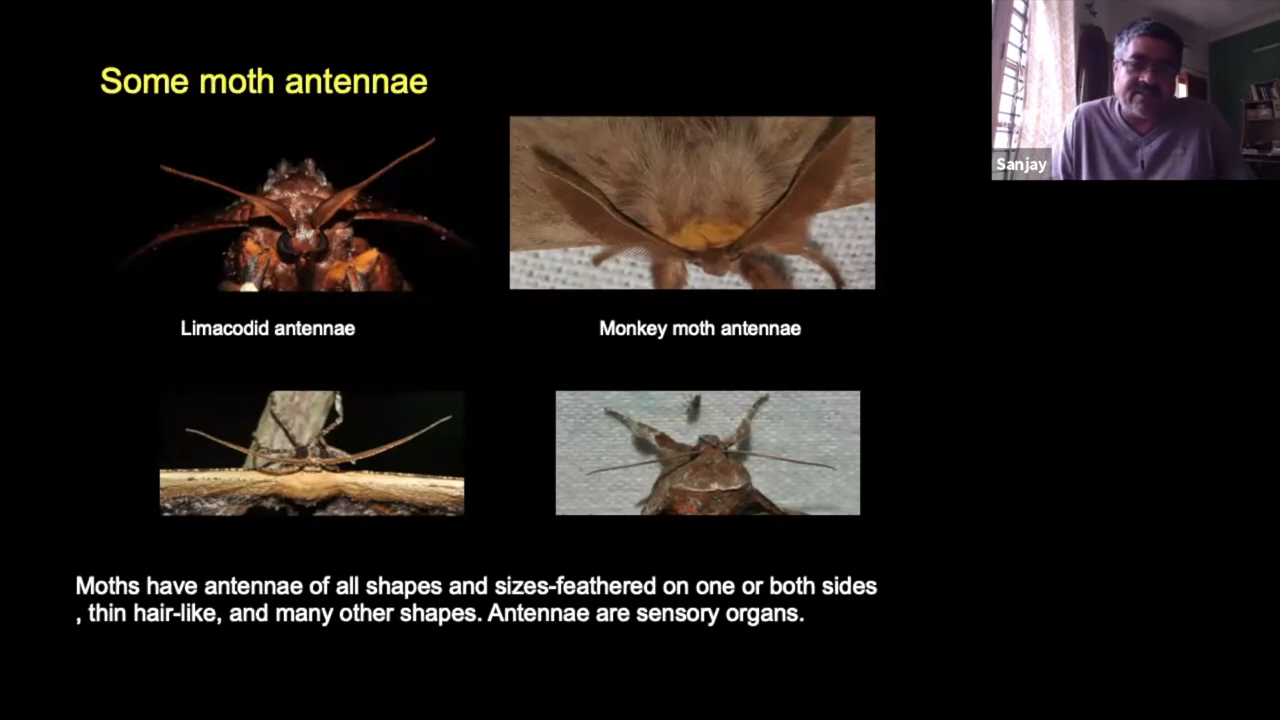 Some moth antennae
Sanjay
Limacodid antennae
Monkey moth antennae
Moths have antennae of all shapes and sizes-feathered on one or both sides
, thin hair-like, and many other shapes. Antennae are sensory organs.